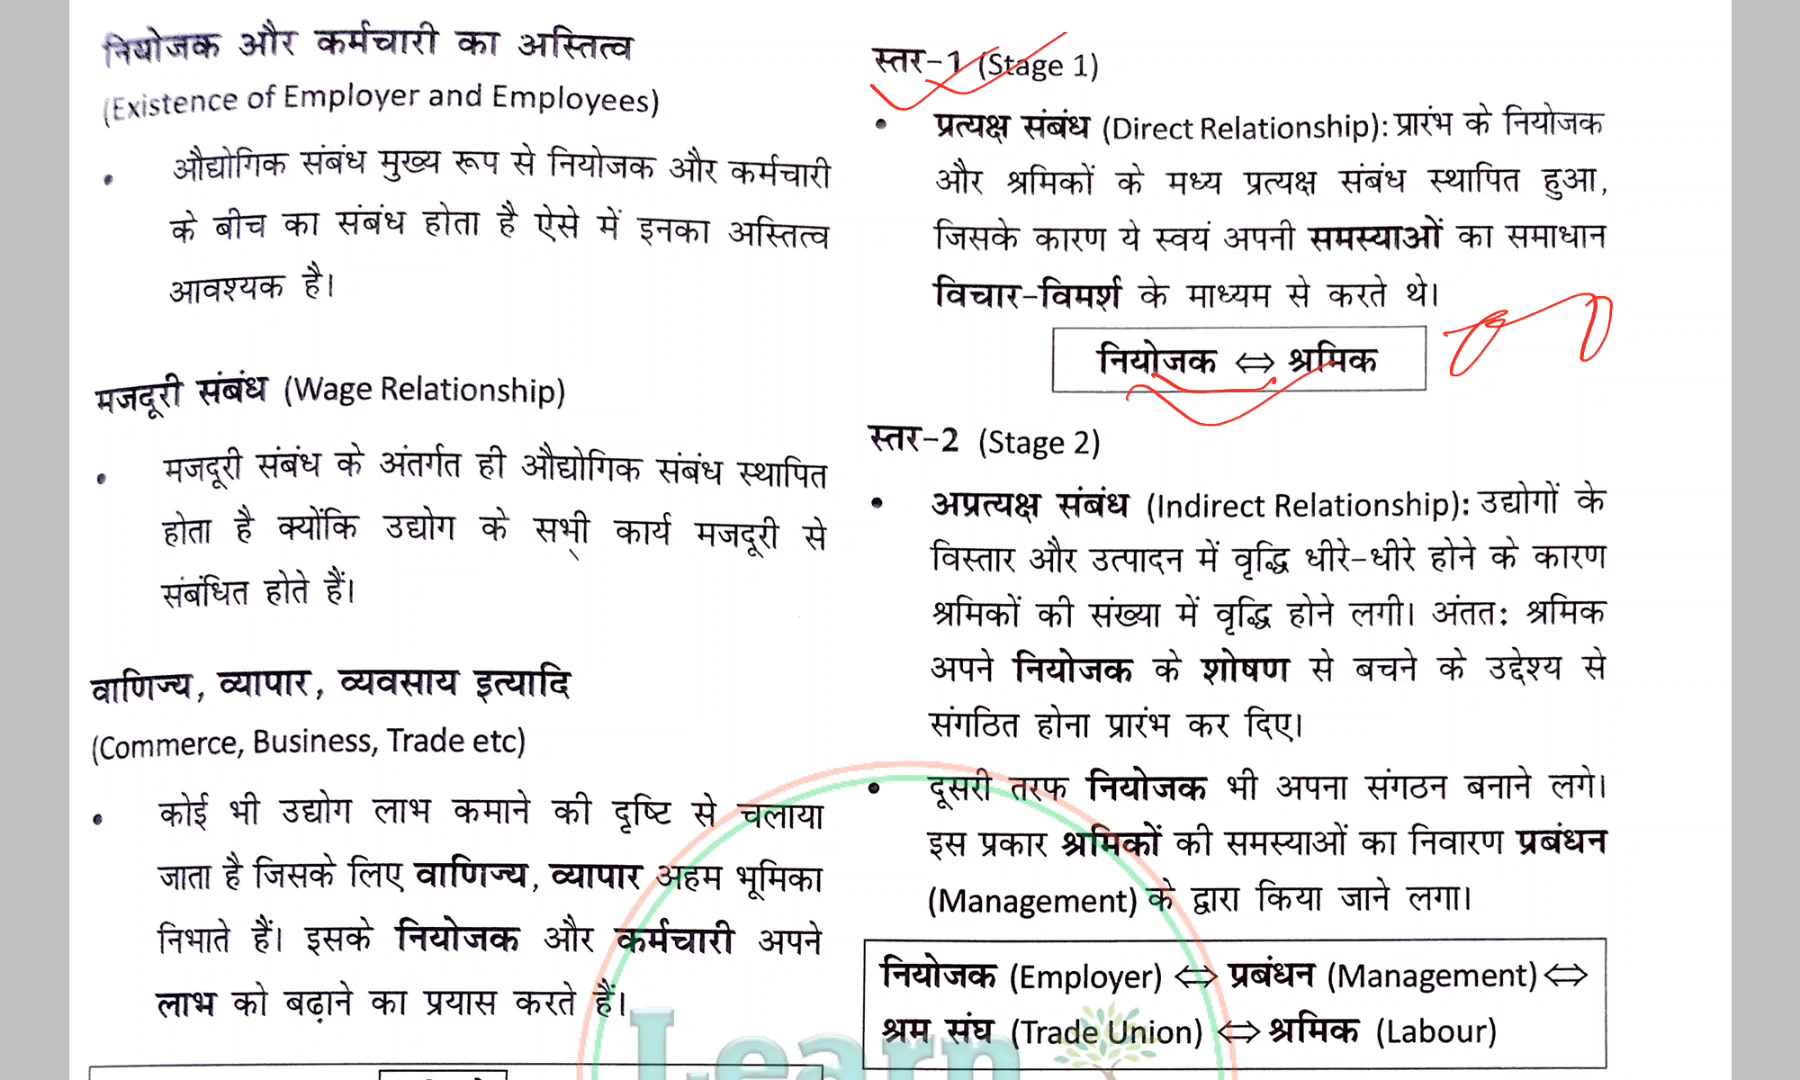 नियोजक और कर्मचारी का अस्तित्व
(Existence of Employer and Employees)
• औद्योगिक संबंध मुख्य रूप से नियोजक और कर्मचारी
के बीच का संबंध होता है ऐसे में इनका अस्तित्व
आवश्यक है।
मजदूरी संबंध (Wage Relationship)
• मजदूरी संबंध के अंतर्गत ही औद्योगिक संबंध स्थापित
होता है क्योंकि उद्योग के सभी कार्य मजदूरी से
संबंधित होते हैं।
वाणिज्य, व्यापार, व्यवसाय इत्यादि
(Commerce, Business, Trade etc)
• कोई भी उद्योग लाभ कमाने की दृष्टि से चलाया
जाता है जिसके लिए वाणिज्य, व्यापार अहम भूमिका
निभाते हैं। इसके नियोजक और कर्मचारी अपने
लाभ को बढ़ाने का प्रयास करते हैं।
स्तर-1 (Stage 1)
• प्रत्यक्ष संबंध (Direct Relationship): प्रारंभ के नियोजक
और श्रमिकों के मध्य प्रत्यक्ष संबंध स्थापित हुआ,
जिसके कारण ये स्वयं अपनी समस्याओं का समाधान
विचार-विमर्श के माध्यम से करते थे।
नियोजक ⇔ श्रमिक
स्तर-2 (Stage 2)
• अप्रत्यक्ष संबंध (Indirect Relationship): उद्योगों के
विस्तार और उत्पादन में वृद्धि धीरे-धीरे होने के कारण
श्रमिकों की संख्या में वृद्धि होने लगी। अंततः श्रमिक
अपने नियोजक के शोषण से बचने के उद्देश्य से
संगठित होना प्रारंभ कर दिए।
• दूसरी तरफ नियोजक भी अपना संगठन बनाने लगे।
इस प्रकार श्रमिकों की समस्याओं का निवारण प्रबंधन
(Management) के द्वारा किया जाने लगा।
नियोजक (Employer) ⇔ प्रबंधन (Management) ⇔
श्रम संघ (Trade Union) ⇔ श्रमिक (Labour)
Learn